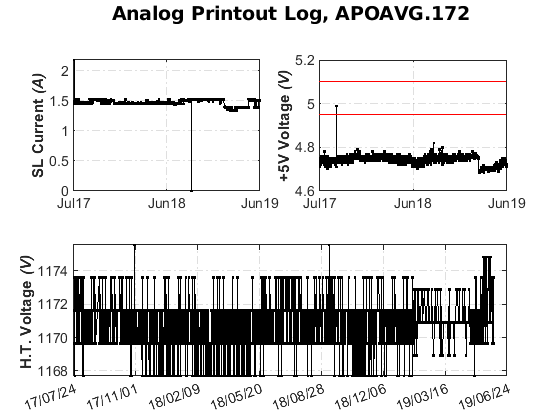 Analog Printout Log, APOAVG.172
SL Current (A)
2
1.5
1
0.5
0
Jul17 Jun18 Jun19
+5V Voltage (V)
5.2
5
4.8
4.6
Jul17 Jun18 Jun19
H.T. Voltage (V)
1174
1172
1170
1168
17/07/24 17/11/01 18/02/09 18/05/20 18/08/28 18/12/06 19/03/16 19/06/24